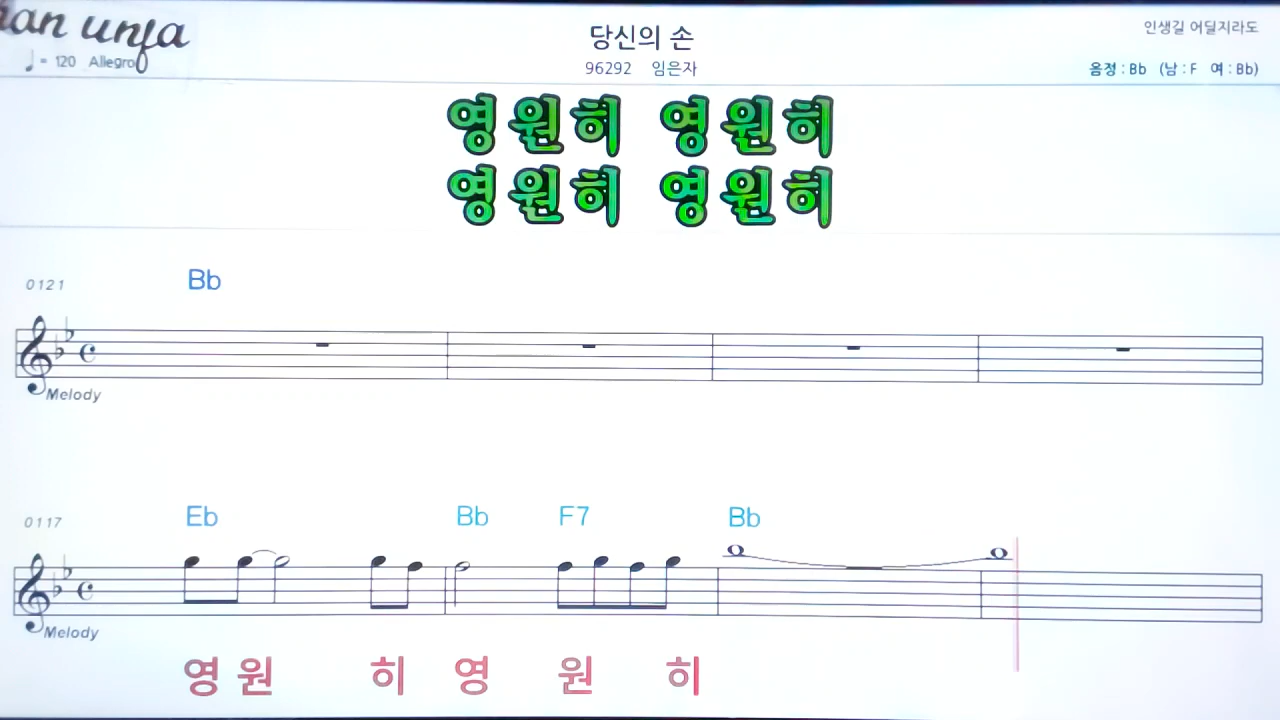 당신의 손
인생길 어딜지라도
♩= 120 Allegro
96292 임은자
음정 : Bb (남 : F 여 : Bb)
영원히 영원히
영원히 영원히
0121 Bb
Melody
0117 Eb Bb F7 Bb
Melody
영 원 히 영 원 히